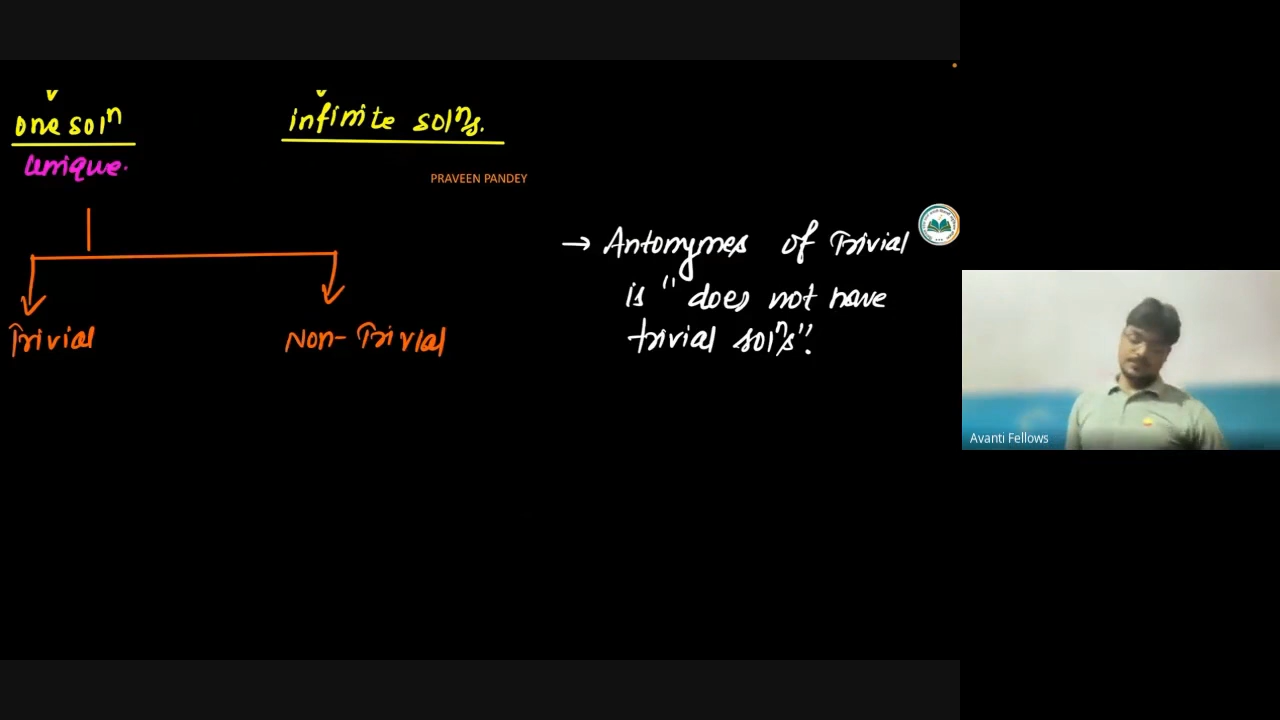 one solⁿ
unique.
infinite solⁿs.
PRAVEEN PANDEY
Trivial
Non-Trivial
→ Antonymes of Trivial
is "does not have
trivial solⁿs".
Avanti Fellows